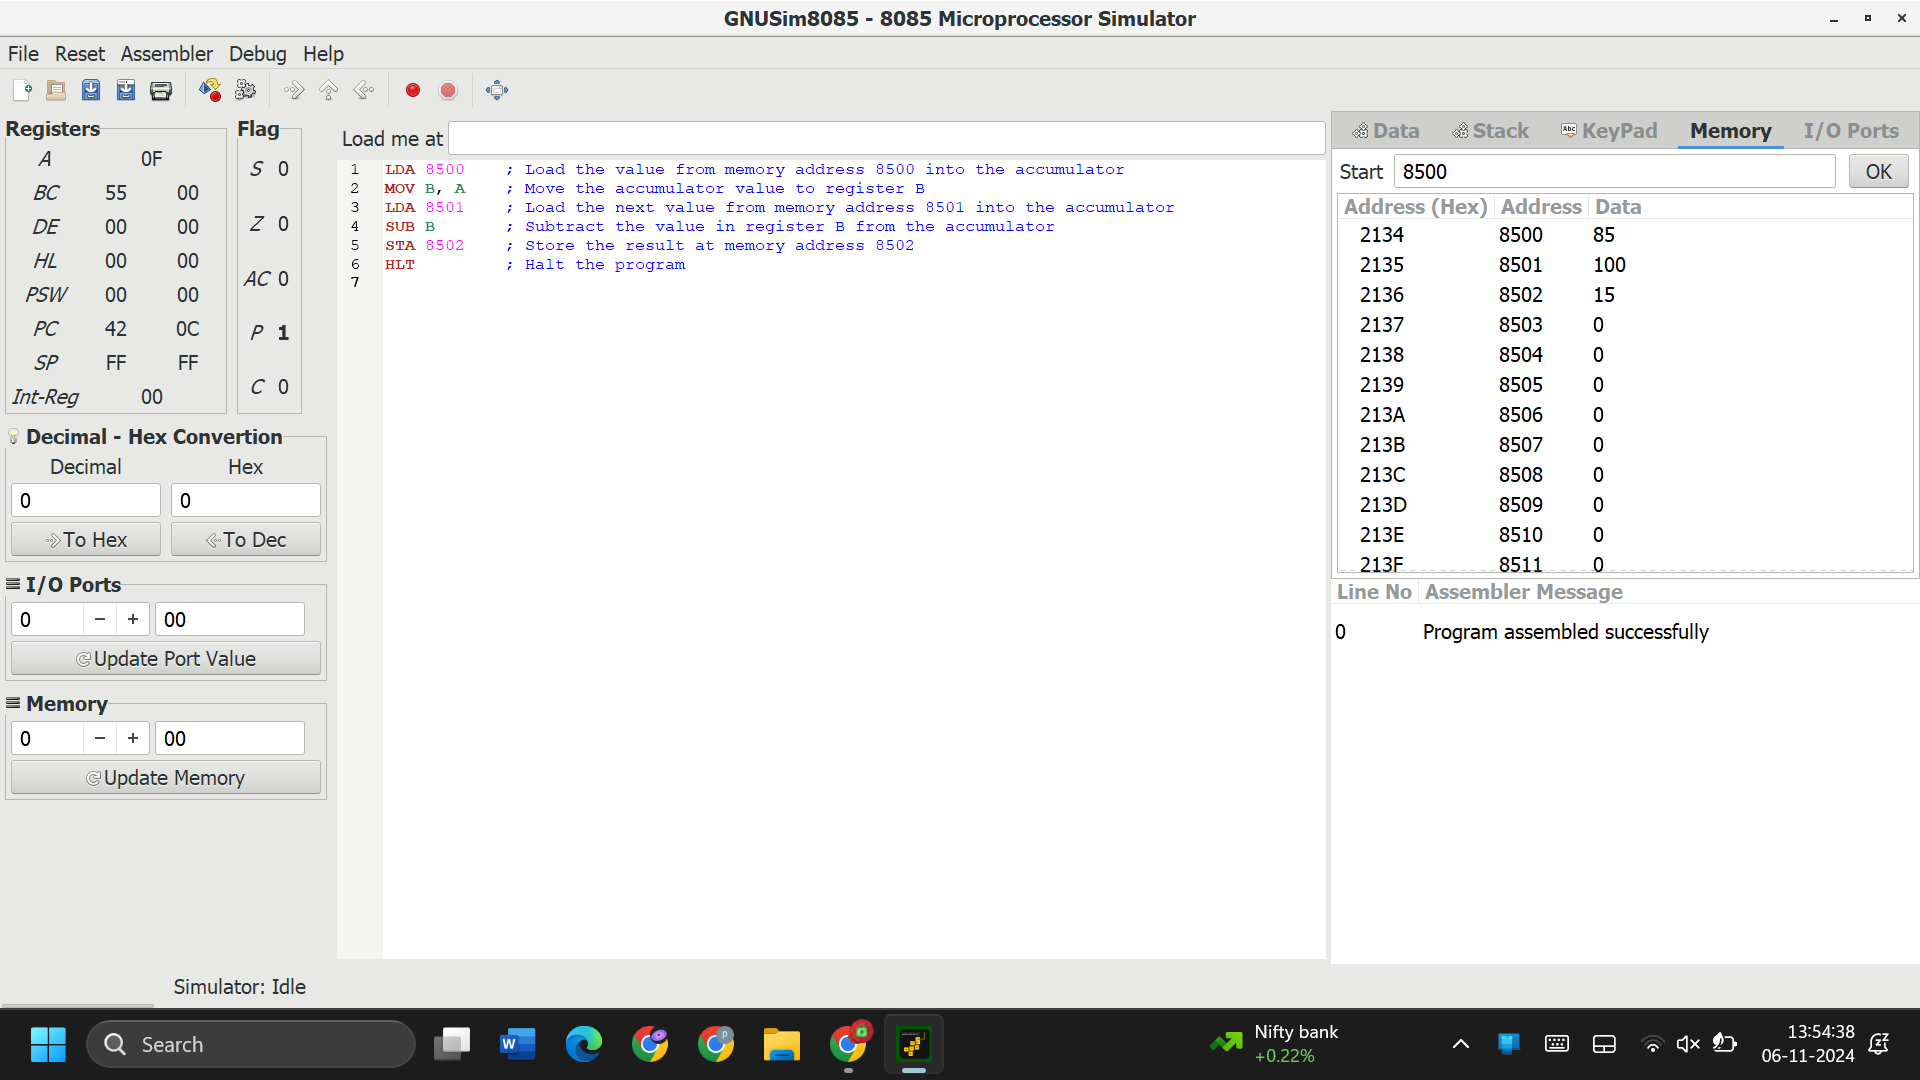 GNUSim8085 - 8085 Microprocessor Simulator
File Reset Assembler Debug Help
Registers
A 0F
BC 55 00
DE 00 00
HL 00 00
PSW 00 00
PC 42 0C
SP FF FF
Int-Reg 00
Flag
S 0
Z 0
AC 0
P 1
C 0
Decimal - Hex Convertion
Decimal Hex
0 0
To Hex To Dec
I/O Ports
0 − + 00
Update Port Value
Memory
0 − + 00
Update Memory
Load me at
1 LDA 8500 ; Load the value from memory address 8500 into the accumulator
2 MOV B, A ; Move the accumulator value to register B
3 LDA 8501 ; Load the next value from memory address 8501 into the accumulator
4 SUB B ; Subtract the value in register B from the accumulator
5 STA 8502 ; Store the result at memory address 8502
6 HLT ; Halt the program
7
Data Stack Abc KeyPad Memory I/O Ports
Start 8500 OK
Address (Hex) Address Data
2134 8500 85
2135 8501 100
2136 8502 15
2137 8503 0
2138 8504 0
2139 8505 0
213A 8506 0
213B 8507 0
213C 8508 0
213D 8509 0
213E 8510 0
213F 8511 0
Line No Assembler Message
0 Program assembled successfully
Simulator: Idle
Search
W
P
Nifty bank
+0.22%
13:54:38
06-11-2024